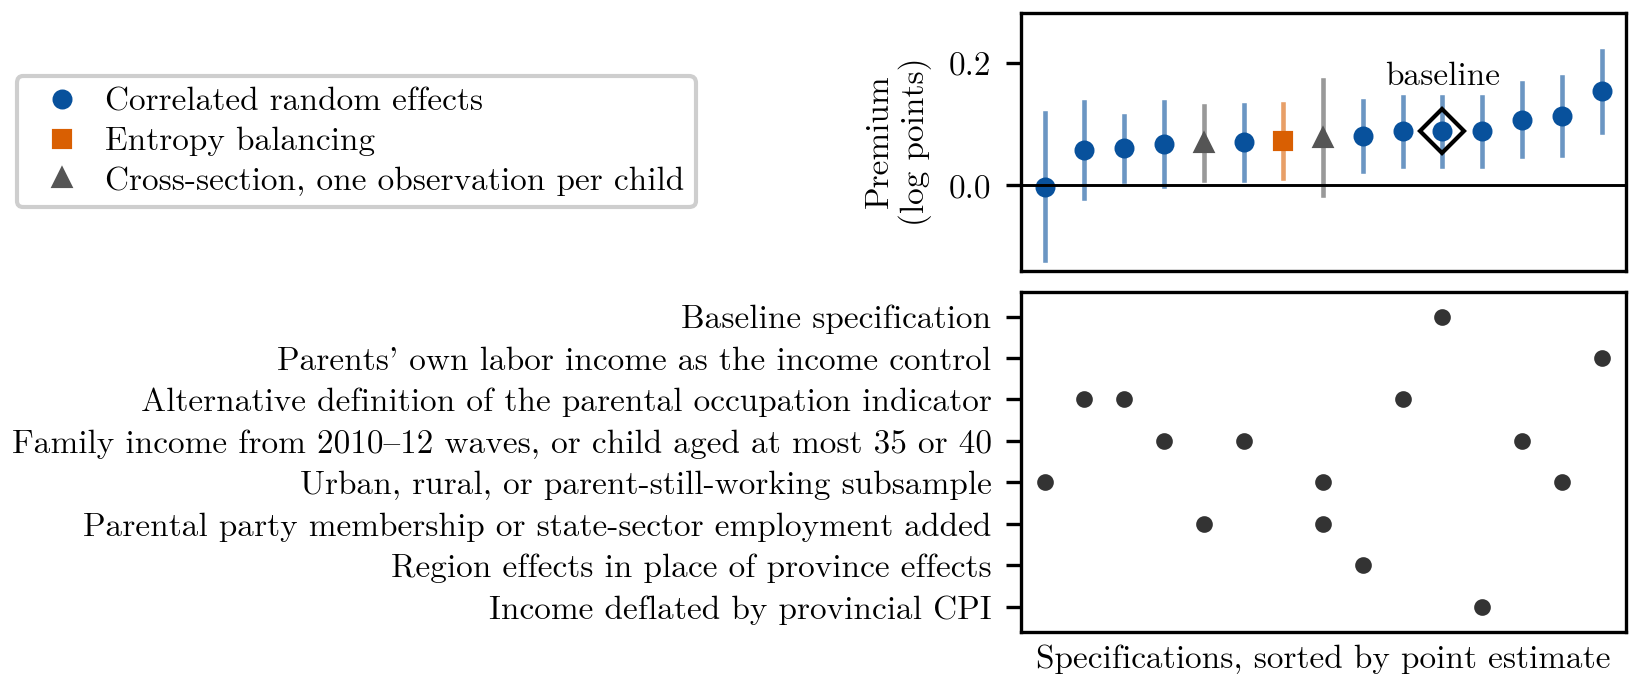 Correlated random effects
Entropy balancing
Cross-section, one observation per child
Premium
(log points)
0.2
0.0
baseline
Baseline specification
Parents' own labor income as the income control
Alternative definition of the parental occupation indicator
Family income from 2010–12 waves, or child aged at most 35 or 40
Urban, rural, or parent-still-working subsample
Parental party membership or state-sector employment added
Region effects in place of province effects
Income deflated by provincial CPI
Specifications, sorted by point estimate